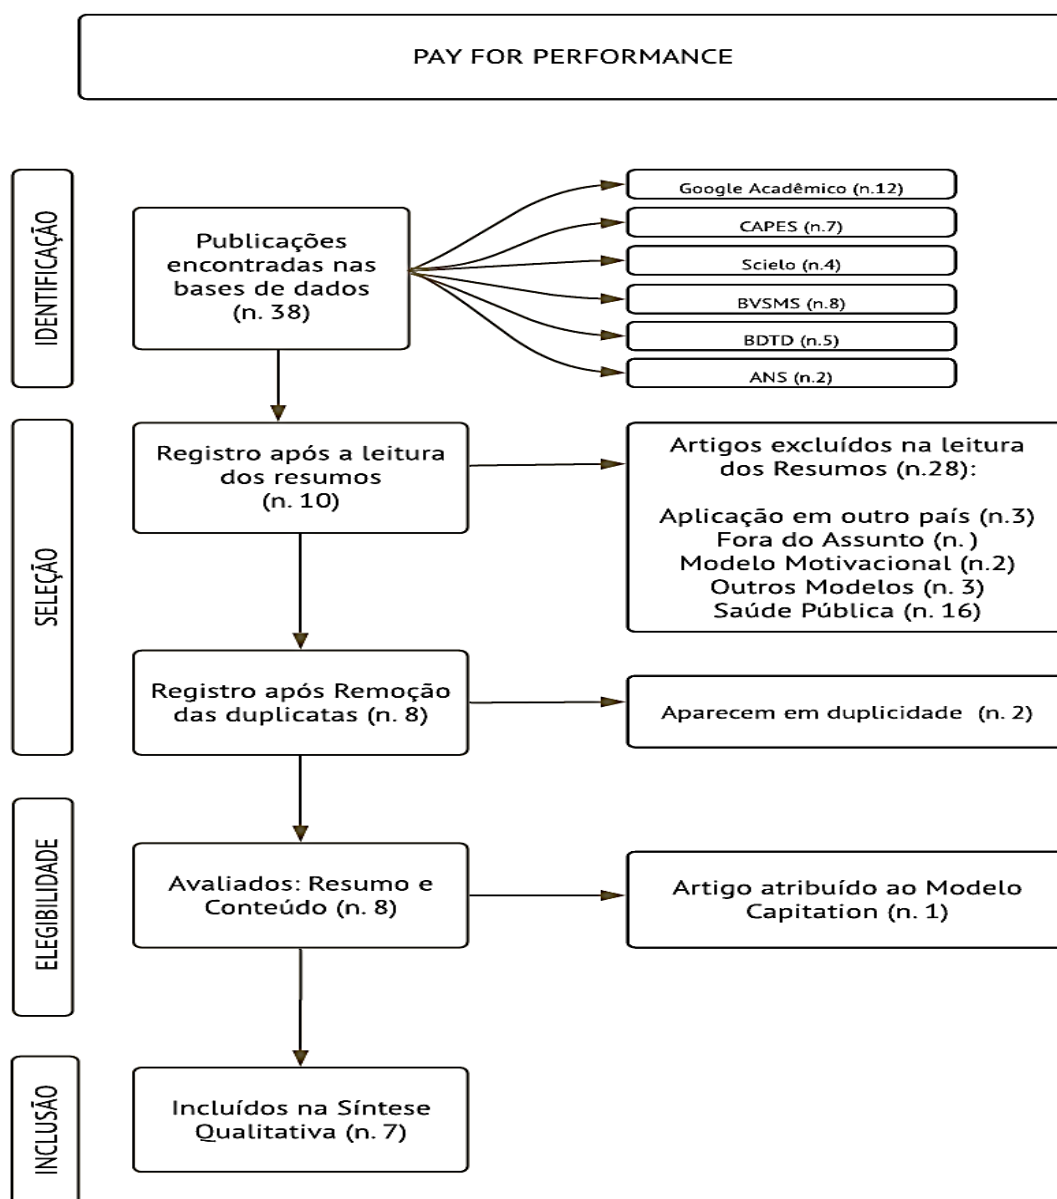 PAY FOR PERFORMANCE
IDENTIFICAÇÃO
Publicações
encontradas nas
bases de dados
(n. 38)
Google Acadêmico (n.12)
CAPES (n.7)
Scielo (n.4)
BVSMS (n.8)
BDTD (n.5)
ANS (n.2)
SELEÇÃO
Registro após a leitura
dos resumos
(n. 10)
Artigos excluídos na leitura
dos Resumos (n.28):
Aplicação em outro país (n.3)
Fora do Assunto (n. )
Modelo Motivacional (n.2)
Outros Modelos (n. 3)
Saúde Pública (n. 16)
Registro após Remoção
das duplicatas (n. 8)
Aparecem em duplicidade (n. 2)
ELEGIBILIDADE
Avaliados: Resumo e
Conteúdo (n. 8)
Artigo atribuído ao Modelo
Capitation (n. 1)
INCLUSÃO
Incluídos na Síntese
Qualitativa (n. 7)